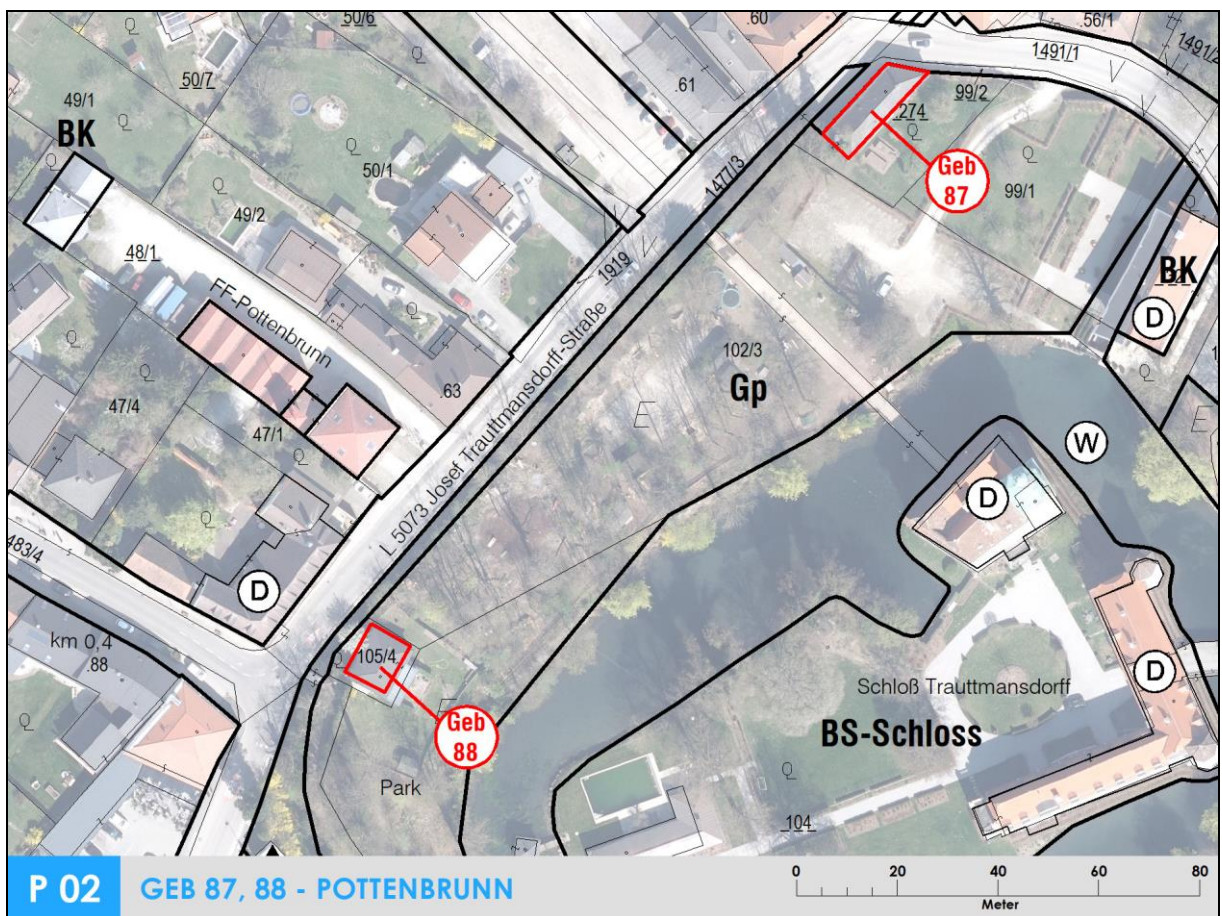 50/6
.60
.56/1
1491/1
1491/2
50/7
49/1
BK
.61
99/2
.274
50/1
Geb
87
1477/3
99/1
49/2
48/1
1919
BK
D
FF-Pottenbrunn
L 5073 Josef Trauttmansdorff-Straße
102/3
Gp
.63
47/4
47/1
W
D
483/4
D
km 0,4
.88
105/4
D
Schloß Trauttmansdorff
Geb
88
BS-Schloss
Park
104
P 02
GEB 87, 88 - POTTENBRUNN
0 20 40 60 80
Meter